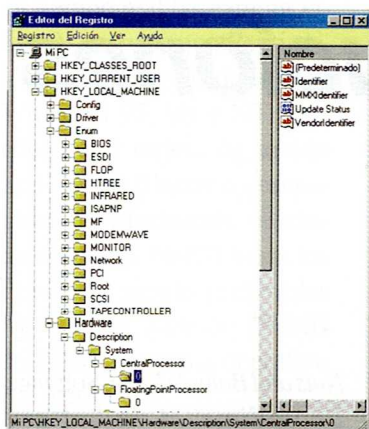 Editor del Registro
Registro Edición Ver Ayuda
Mi PC
HKEY_CLASSES_ROOT
HKEY_CURRENT_USER
HKEY_LOCAL_MACHINE
Config
Driver
Enum
BIOS
ESDI
FLOP
HTREE
INFRARED
ISAPNP
MF
MODEMWAVE
MONITOR
Network
PCI
Root
SCSI
TAPECONTROLLER
Hardware
Description
System
CentralProcessor
0
FloatingPointProcessor
0
Nombre
(Predeterminado)
Identifier
MMXIdentifier
Update Status
VendorIdentifier
Mi PC\HKEY_LOCAL_MACHINE\Hardware\Description\System\CentralProcessor\0